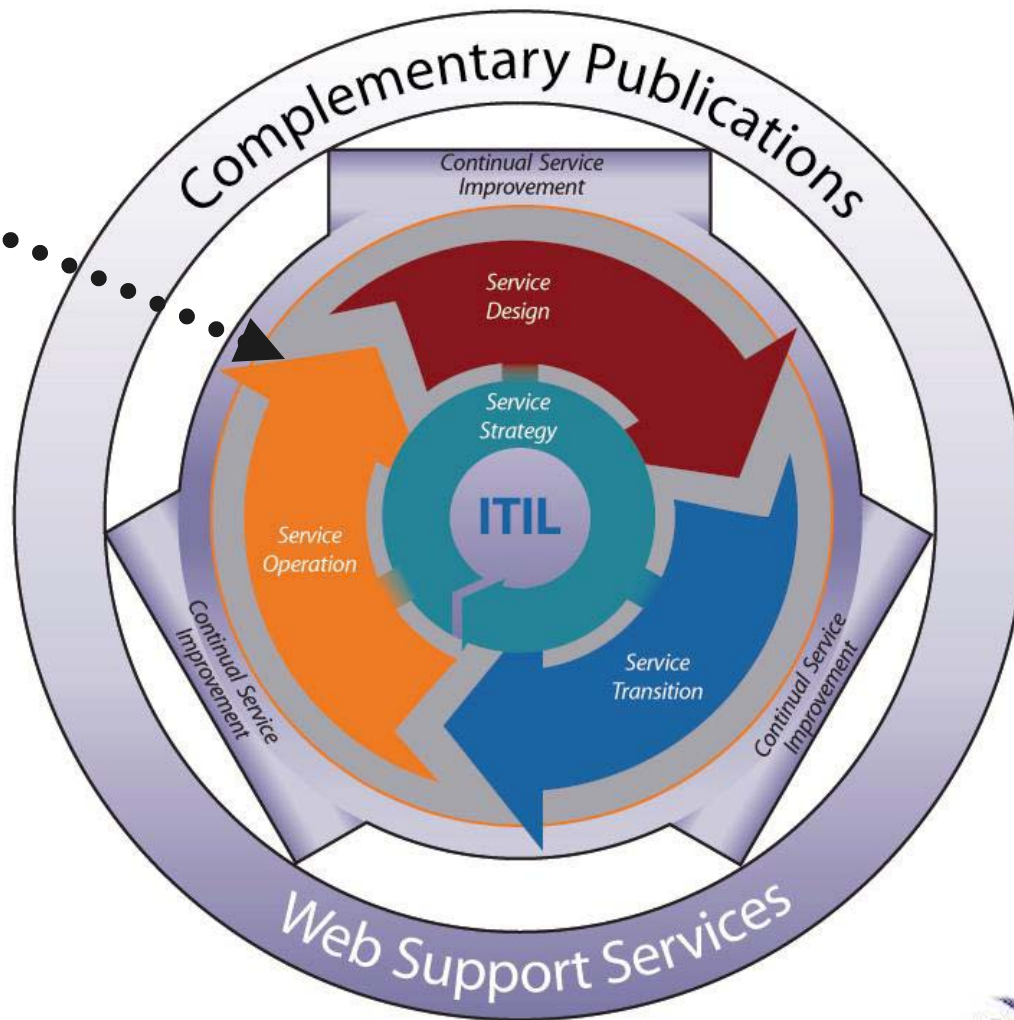 Complementary Publications
Continual Service
Improvement
Service
Design
Service
Strategy
ITIL
Service
Operation
Service
Transition
Continual Service
Improvement
Continual Service
Improvement
Web Support Services